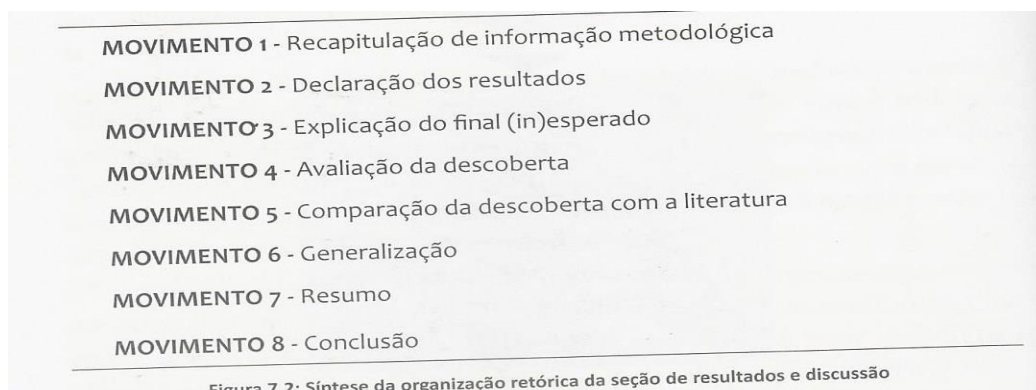 MOVIMENTO 1 - Recapitulação de informação metodológica
MOVIMENTO 2 - Declaração dos resultados
MOVIMENTO 3 - Explicação do final (in)esperado
MOVIMENTO 4 - Avaliação da descoberta
MOVIMENTO 5 - Comparação da descoberta com a literatura
MOVIMENTO 6 - Generalização
MOVIMENTO 7 - Resumo
MOVIMENTO 8 - Conclusão
Figura 7.2: Síntese da organização retórica da seção de resultados e discussão